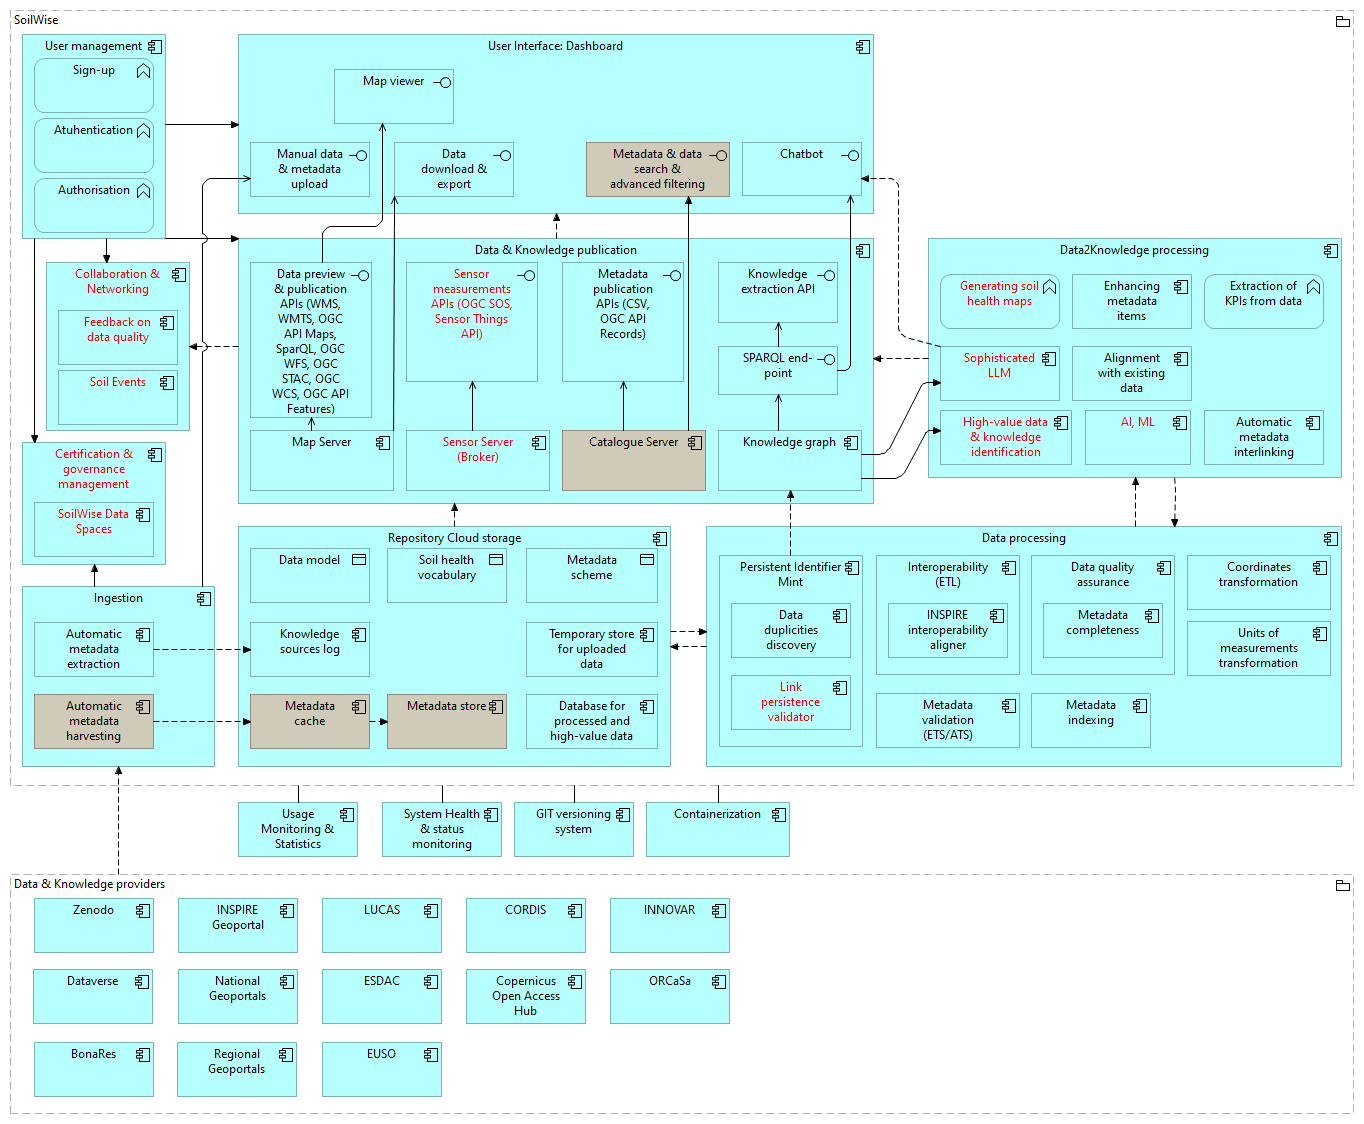 SoilWise
User management
Sign-up
Atuhentication
Authorisation
User Interface: Dashboard
Map viewer
Manual data
& metadata
upload
Data
download &
export
Metadata & data
search &
advanced filtering
Chatbot
Collaboration &
Networking
Feedback on
data quality
Soil Events
Data & Knowledge publication
Data preview
& publication
APIs (WMS,
WMTS, OGC
API Maps,
SparQL, OGC
WFS, OGC
STAC, OGC
WCS, OGC API
Features)
Sensor
measurements
APIs (OGC SOS,
Sensor Things
API)
Metadata
publication
APIs (CSV,
OGC API
Records)
Knowledge
extraction API
SPARQL end-
point
Map Server
Sensor Server
(Broker)
Catalogue Server
Knowledge graph
Data2Knowledge processing
Generating soil
health maps
Enhancing
metadata
items
Extraction of
KPIs from data
Sophisticated
LLM
Alignment
with existing
data
High-value data
& knowledge
identification
AI, ML
Automatic
metadata
interlinking
Certification &
governance
management
SoilWise Data
Spaces
Ingestion
Automatic
metadata
extraction
Automatic
metadata
harvesting
Repository Cloud storage
Data model
Soil health
vocabulary
Metadata
scheme
Knowledge
sources log
Temporary store
for uploaded
data
Metadata
cache
Metadata store
Database for
processed and
high-value data
Data processing
Persistent Identifier
Mint
Data
duplicities
discovery
Link
persistence
validator
Interoperability
(ETL)
INSPIRE
interoperability
aligner
Data quality
assurance
Metadata
completeness
Coordinates
transformation
Units of
measurements
transformation
Metadata
validation
(ETS/ATS)
Metadata
indexing
Usage
Monitoring &
Statistics
System Health
& status
monitoring
GIT versioning
system
Containerization
Data & Knowledge providers
Zenodo
INSPIRE
Geoportal
LUCAS
CORDIS
INNOVAR
Dataverse
National
Geoportals
ESDAC
Copernicus
Open Access
Hub
ORCaSa
BonaRes
Regional
Geoportals
EUSO